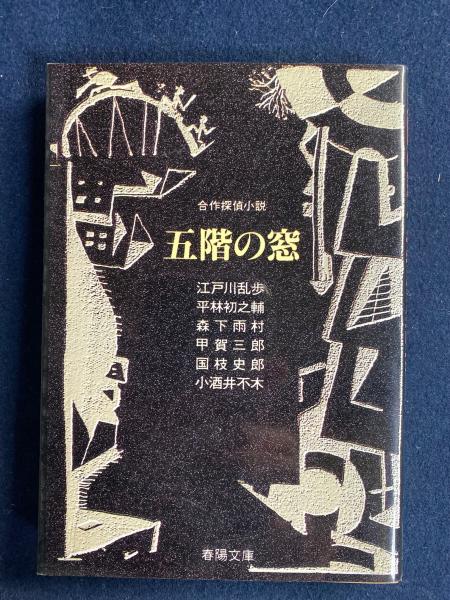 合作探偵小説
五階の窓
江戸川乱歩
平林初之輔
森下雨村
甲賀三郎
国枝史郎
小酒井不木
春陽文庫